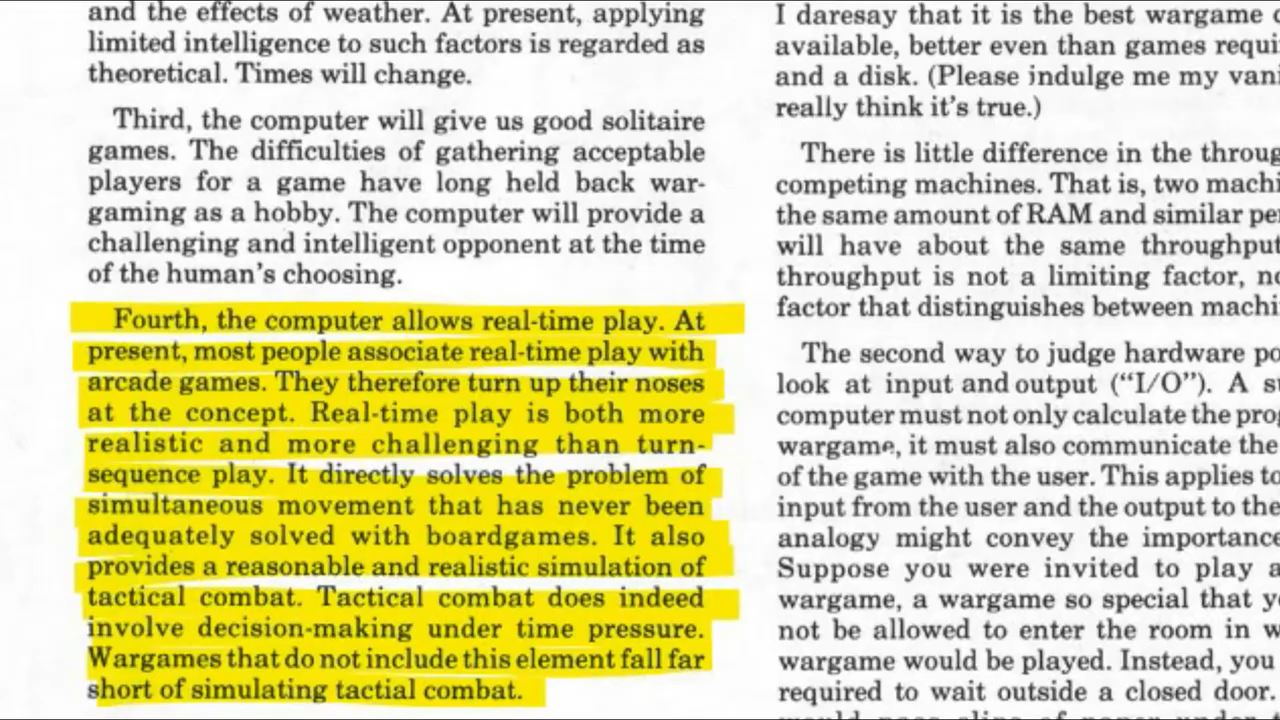 and the effects of weather. At present, applying
limited intelligence to such factors is regarded as
theoretical. Times will change.
Third, the computer will give us good solitaire
games. The difficulties of gathering acceptable
players for a game have long held back war-
gaming as a hobby. The computer will provide a
challenging and intelligent opponent at the time
of the human's choosing.
Fourth, the computer allows real-time play. At
present, most people associate real-time play with
arcade games. They therefore turn up their noses
at the concept. Real-time play is both more
realistic and more challenging than turn-
sequence play. It directly solves the problem of
simultaneous movement that has never been
adequately solved with boardgames. It also
provides a reasonable and realistic simulation of
tactical combat. Tactical combat does indeed
involve decision-making under time pressure.
Wargames that do not include this element fall far
short of simulating tactial combat.
I daresay that it is the best wargame
available, better even than games requi
and a disk. (Please indulge me my vani
really think it's true.)
There is little difference in the throug
competing machines. That is, two machi
the same amount of RAM and similar pe
will have about the same throughput
throughput is not a limiting factor, no
factor that distinguishes between machi
The second way to judge hardware po
look at input and output ("I/O"). A s
computer must not only calculate the pro
wargame, it must also communicate the
of the game with the user. This applies to
input from the user and the output to the
analogy might convey the importance
Suppose you were invited to play a
wargame, a wargame so special that y
not be allowed to enter the room in w
wargame would be played. Instead, you
required to wait outside a closed door.